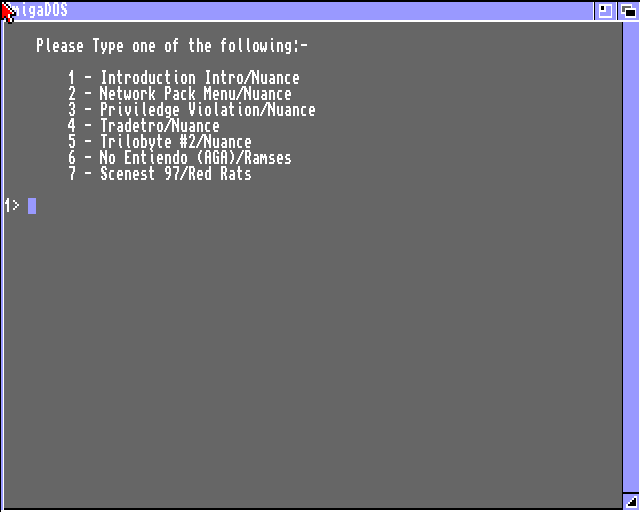 migaDOS
Please Type one of the following:-
1 - Introduction Intro/Nuance
2 - Network Pack Menu/Nuance
3 - Priviledge Violation/Nuance
4 - Tradetro/Nuance
5 - Trilobyte #2/Nuance
6 - No Entiendo (AGA)/Ramses
7 - Scenest 97/Red Rats
1>